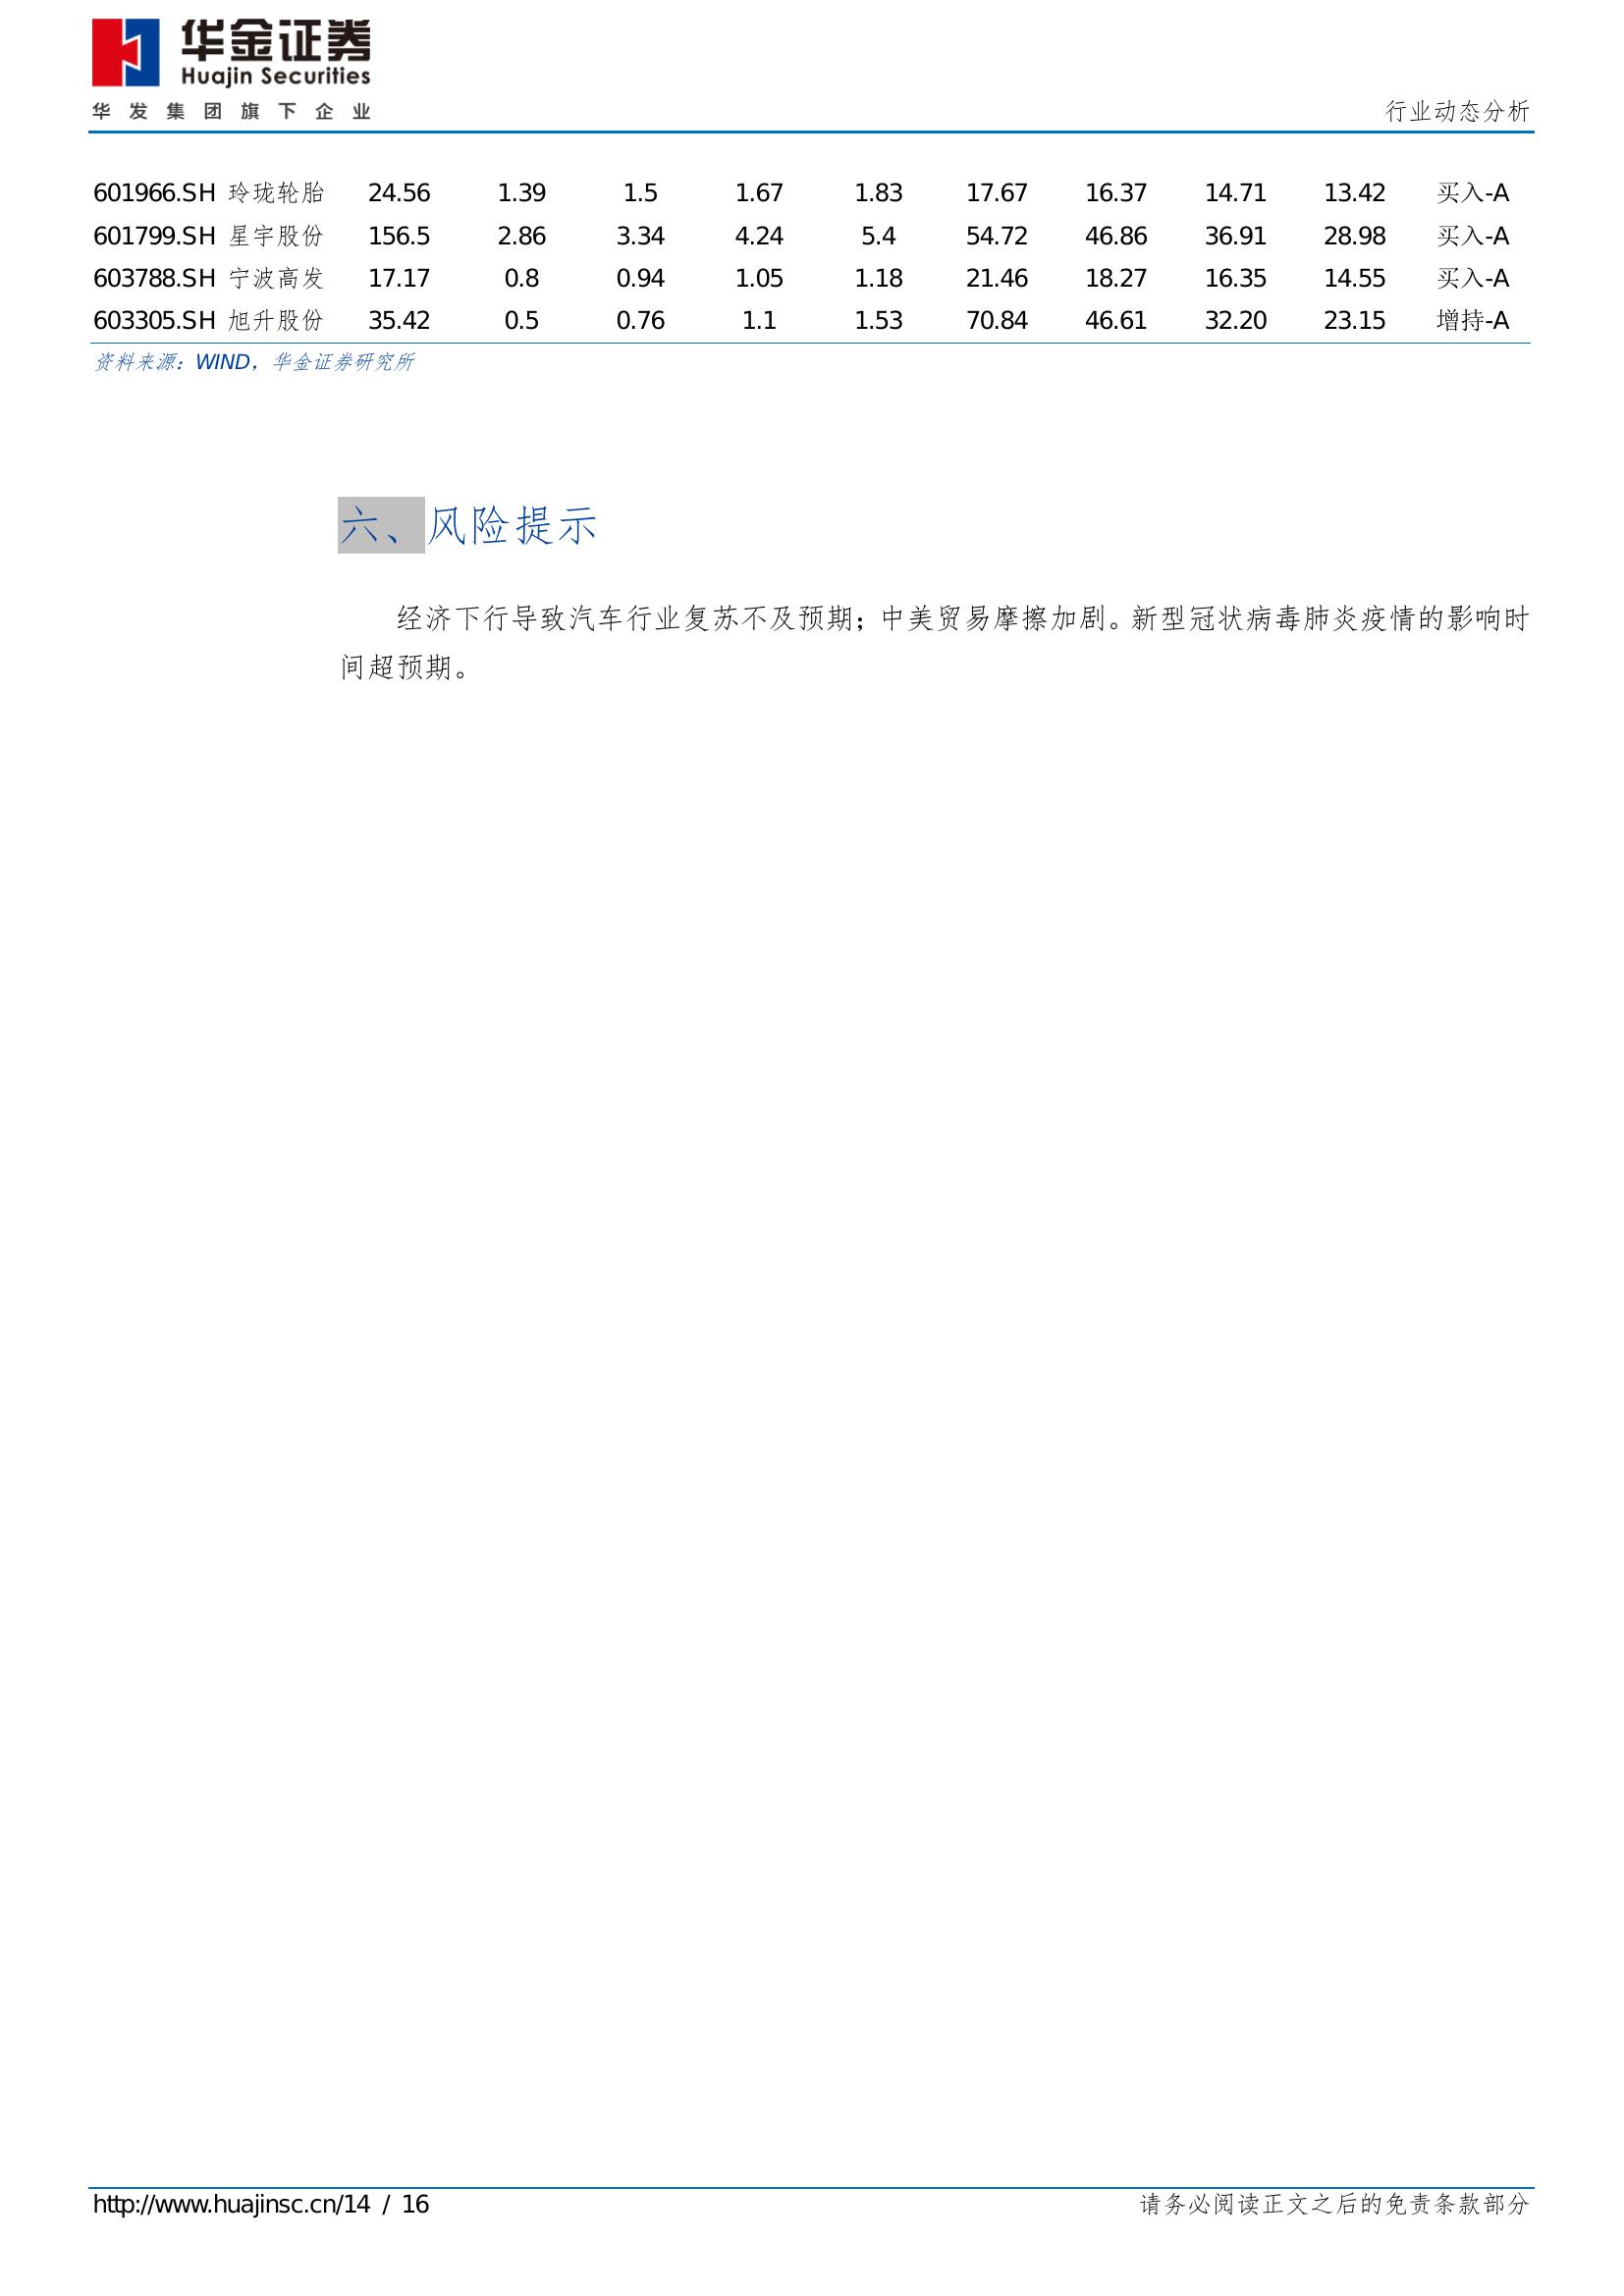 华金证券
Huajin Securities
华发集团旗下企业
行业动态分析
601966.SH 玲珑轮胎 24.56 1.39 1.5 1.67 1.83 17.67 16.37 14.71 13.42 买入-A
601799.SH 星宇股份 156.5 2.86 3.34 4.24 5.4 54.72 46.86 36.91 28.98 买入-A
603788.SH 宁波高发 17.17 0.8 0.94 1.05 1.18 21.46 18.27 16.35 14.55 买入-A
603305.SH 旭升股份 35.42 0.5 0.76 1.1 1.53 70.84 46.61 32.20 23.15 增持-A
资料来源：WIND，华金证券研究所
六、风险提示
经济下行导致汽车行业复苏不及预期；中美贸易摩擦加剧。新型冠状病毒肺炎疫情的影响时
间超预期。
http://www.huajinsc.cn/14 / 16
请务必阅读正文之后的免责条款部分